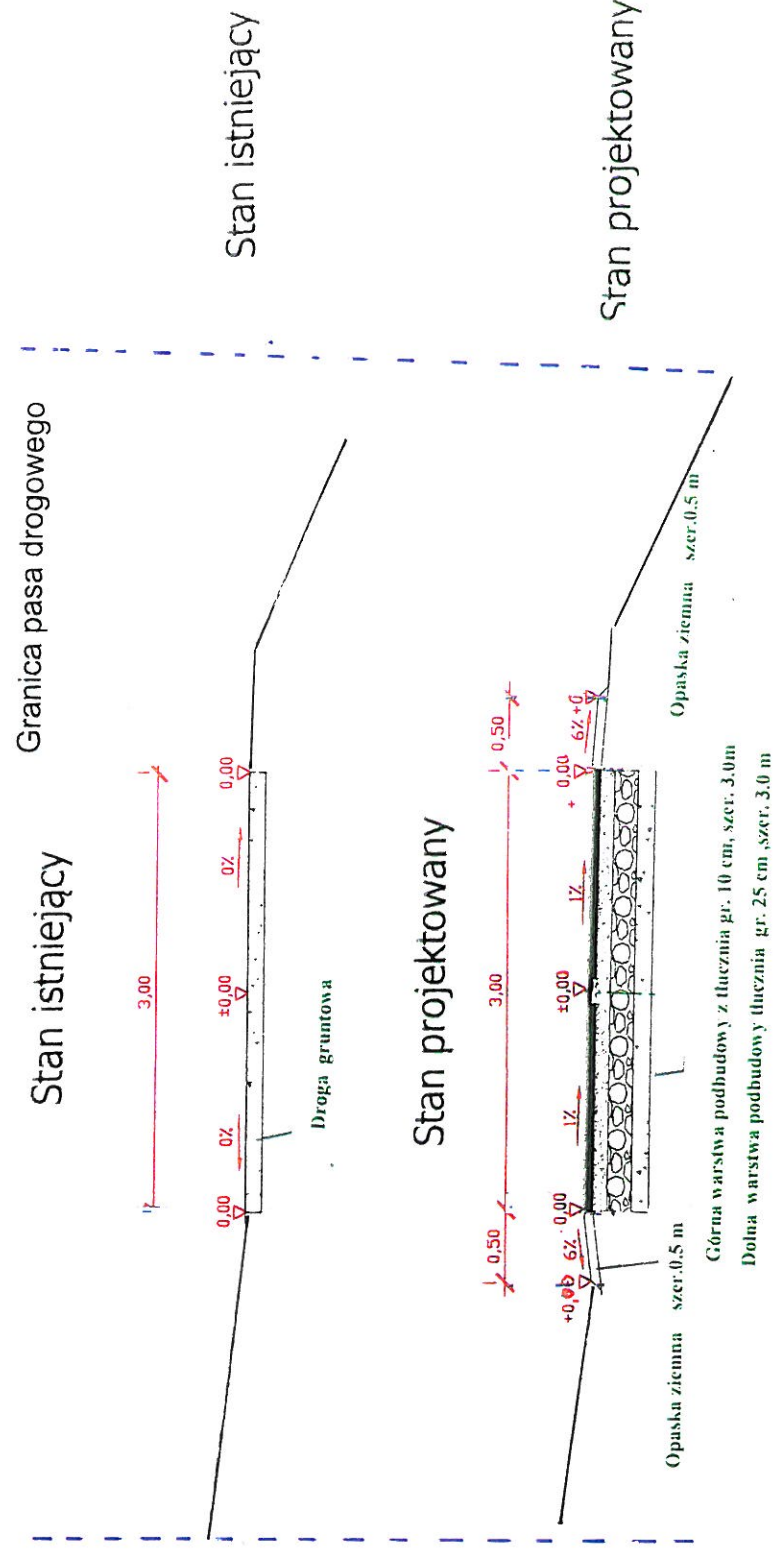 Granica pasa drogowego
Stan istniejący
Stan istniejący
3,00
0,00
0%
±0,00
0%
0,00
Droga gruntowa
Stan projektowany
Stan projektowany
0,50
3,00
0,50
6%
0,00
1%
±0,00
1%
+ 0,00
6% +0
Opaska ziemna szer.0.5 m
Opaska ziemna szer.0.5 m
Górna warstwa podbudowy z tłucznia gr. 10 cm, szer. 3.0m
Dolna warstwa podbudowy tłucznia gr. 25 cm ,szer. 3.0 m